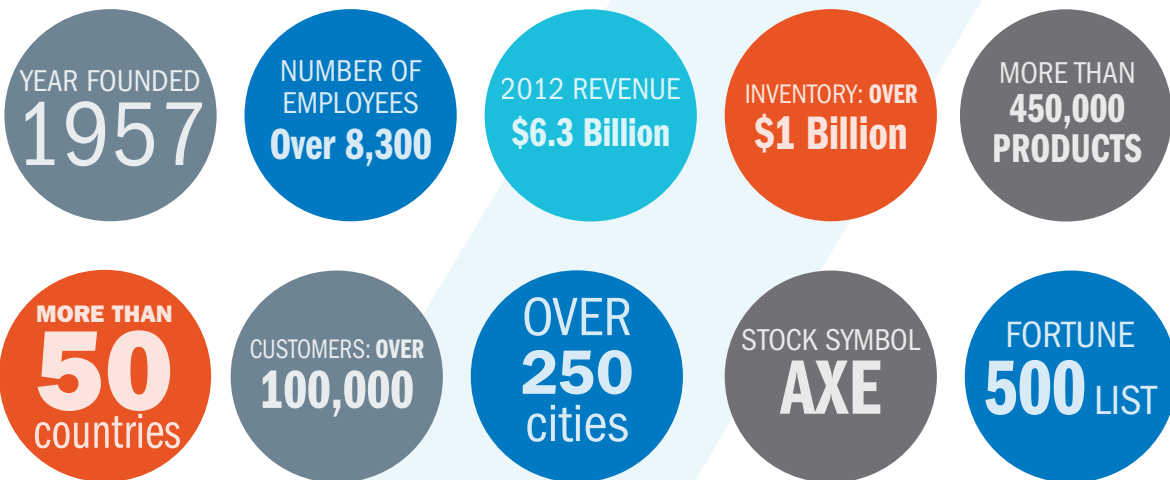 YEAR FOUNDED
1957
NUMBER OF
EMPLOYEES
Over 8,300
2012 REVENUE
$6.3 Billion
INVENTORY: OVER
$1 Billion
MORE THAN
450,000
PRODUCTS
MORE THAN
50
countries
CUSTOMERS: OVER
100,000
OVER
250
cities
STOCK SYMBOL
AXE
FORTUNE
500 LIST